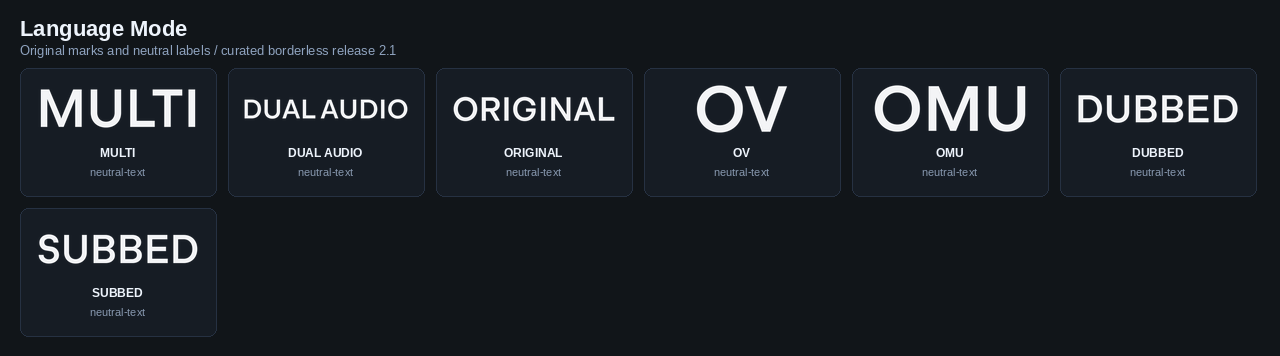 Language Mode
Original marks and neutral labels / curated borderless release 2.1
MULTI
MULTI
neutral-text
DUAL AUDIO
DUAL AUDIO
neutral-text
ORIGINAL
ORIGINAL
neutral-text
OV
OV
neutral-text
OMU
OMU
neutral-text
DUBBED
DUBBED
neutral-text
SUBBED
SUBBED
neutral-text